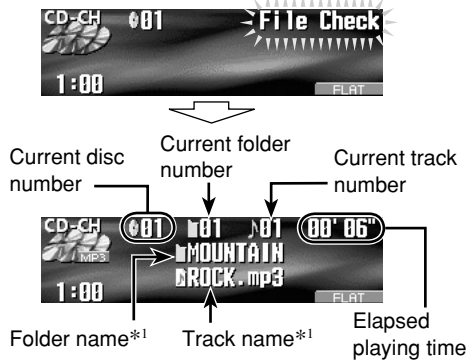 CD-CH 01 File Check
1:00 FLAT
Current disc number
Current folder number
Current track number
CD-CH 01 01 01 00'06"
MP3 MOUNTAIN
ROCK.mp3
1:00 FLAT
Folder name*1
Track name*1
Elapsed playing time